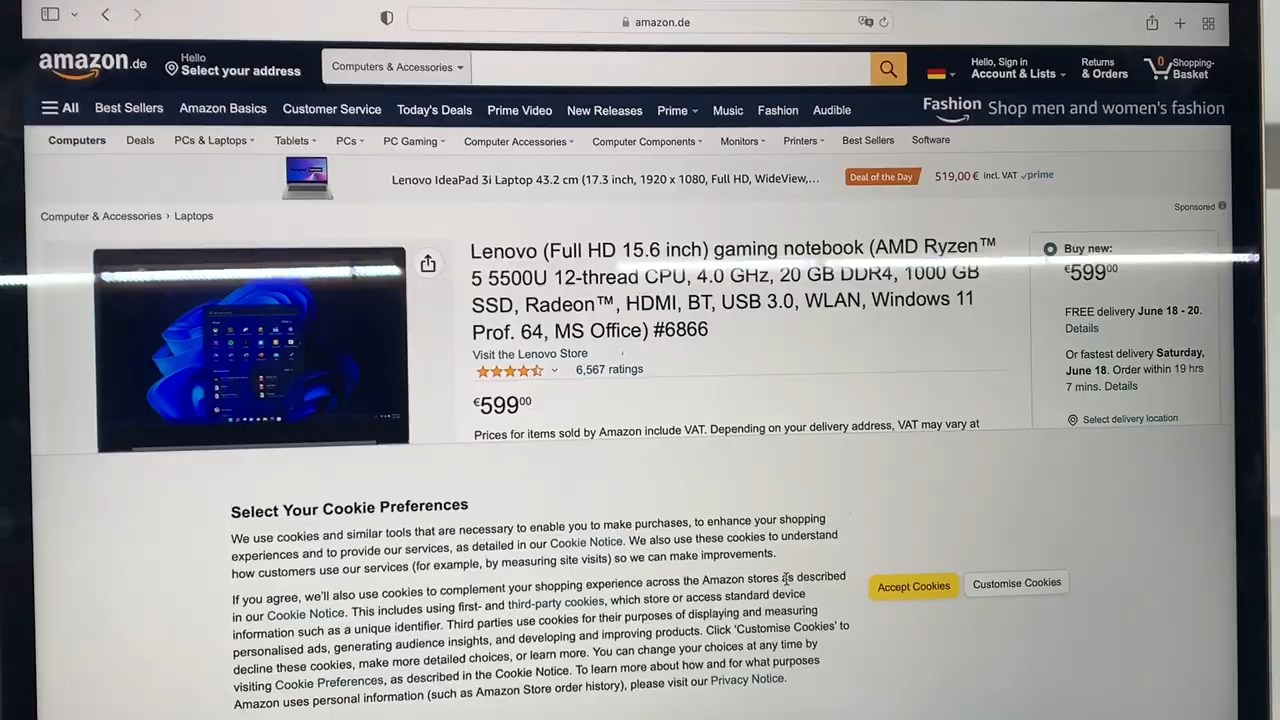 amazon.de
amazon.de
Hello
Select your address
Computers & Accessories
Hello, Sign in
Account & Lists
Returns
& Orders
0
Shopping-
Basket
All
Best Sellers
Amazon Basics
Customer Service
Today's Deals
Prime Video
New Releases
Prime
Music
Fashion
Audible
Fashion Shop men and women's fashion
Computers
Deals
PCs & Laptops
Tablets
PCs
PC Gaming
Computer Accessories
Computer Components
Monitors
Printers
Best Sellers
Software
Lenovo IdeaPad 3i Laptop 43.2 cm (17.3 inch, 1920 x 1080, Full HD, WideView,...
Deal of the Day
519,00 € incl. VAT prime
Sponsored
Computer & Accessories › Laptops
Lenovo (Full HD 15.6 inch) gaming notebook (AMD Ryzen™
5 5500U 12-thread CPU, 4.0 GHz, 20 GB DDR4, 1000 GB
SSD, Radeon™, HDMI, BT, USB 3.0, WLAN, Windows 11
Prof. 64, MS Office) #6866
Visit the Lenovo Store
6,567 ratings
€59900
Prices for items sold by Amazon include VAT. Depending on your delivery address, VAT may vary at
Buy new:
€59900
FREE delivery June 18 - 20.
Details
Or fastest delivery Saturday,
June 18. Order within 19 hrs
7 mins. Details
Select delivery location
Select Your Cookie Preferences
We use cookies and similar tools that are necessary to enable you to make purchases, to enhance your shopping
experiences and to provide our services, as detailed in our Cookie Notice. We also use these cookies to understand
how customers use our services (for example, by measuring site visits) so we can make improvements.
If you agree, we'll also use cookies to complement your shopping experience across the Amazon stores as described
in our Cookie Notice. This includes using first- and third-party cookies, which store or access standard device
information such as a unique identifier. Third parties use cookies for their purposes of displaying and measuring
personalised ads, generating audience insights, and developing and improving products. Click 'Customise Cookies' to
decline these cookies, make more detailed choices, or learn more. You can change your choices at any time by
visiting Cookie Preferences, as described in the Cookie Notice. To learn more about how and for what purposes
Amazon uses personal information (such as Amazon Store order history), please visit our Privacy Notice.
Accept Cookies
Customise Cookies